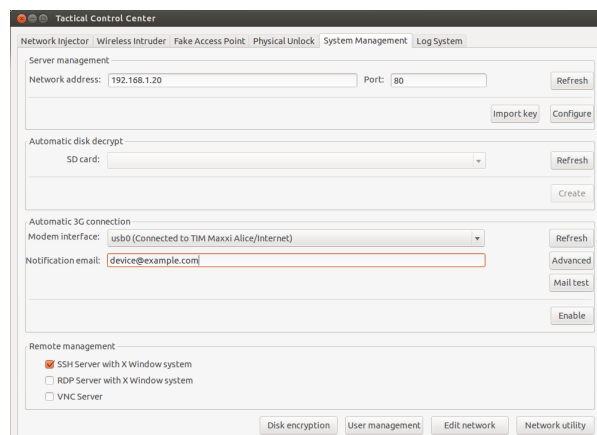 Tactical Control Center
Network Injector Wireless Intruder Fake Access Point Physical Unlock System Management Log System
Server management
Network address: 192.168.1.20 Port: 80 Refresh
Import key Configure
Automatic disk decrypt
SD card: Refresh
Create
Automatic 3G connection
Modem interface: usb0 (Connected to TIM Maxxi Alice/Internet) Refresh
Notification email: device@example.com Advanced
Mail test
Enable
Remote management
SSH Server with X Window system
RDP Server with X Window system
VNC Server
Disk encryption User management Edit network Network utility